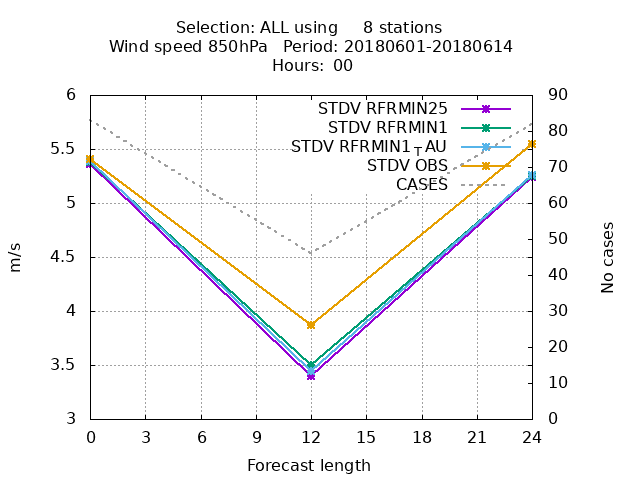 Selection: ALL using     8 stations
Wind speed 850hPa   Period: 20180601-20180614
Hours:  00
STDV RFRMIN25
STDV RFRMIN1
STDV RFRMIN1TAU
STDV OBS
CASES
6
5.5
5
4.5
4
3.5
3
m/s
90
80
70
60
50
40
30
20
10
0
No cases
0 3 6 9 12 15 18 21 24
Forecast length